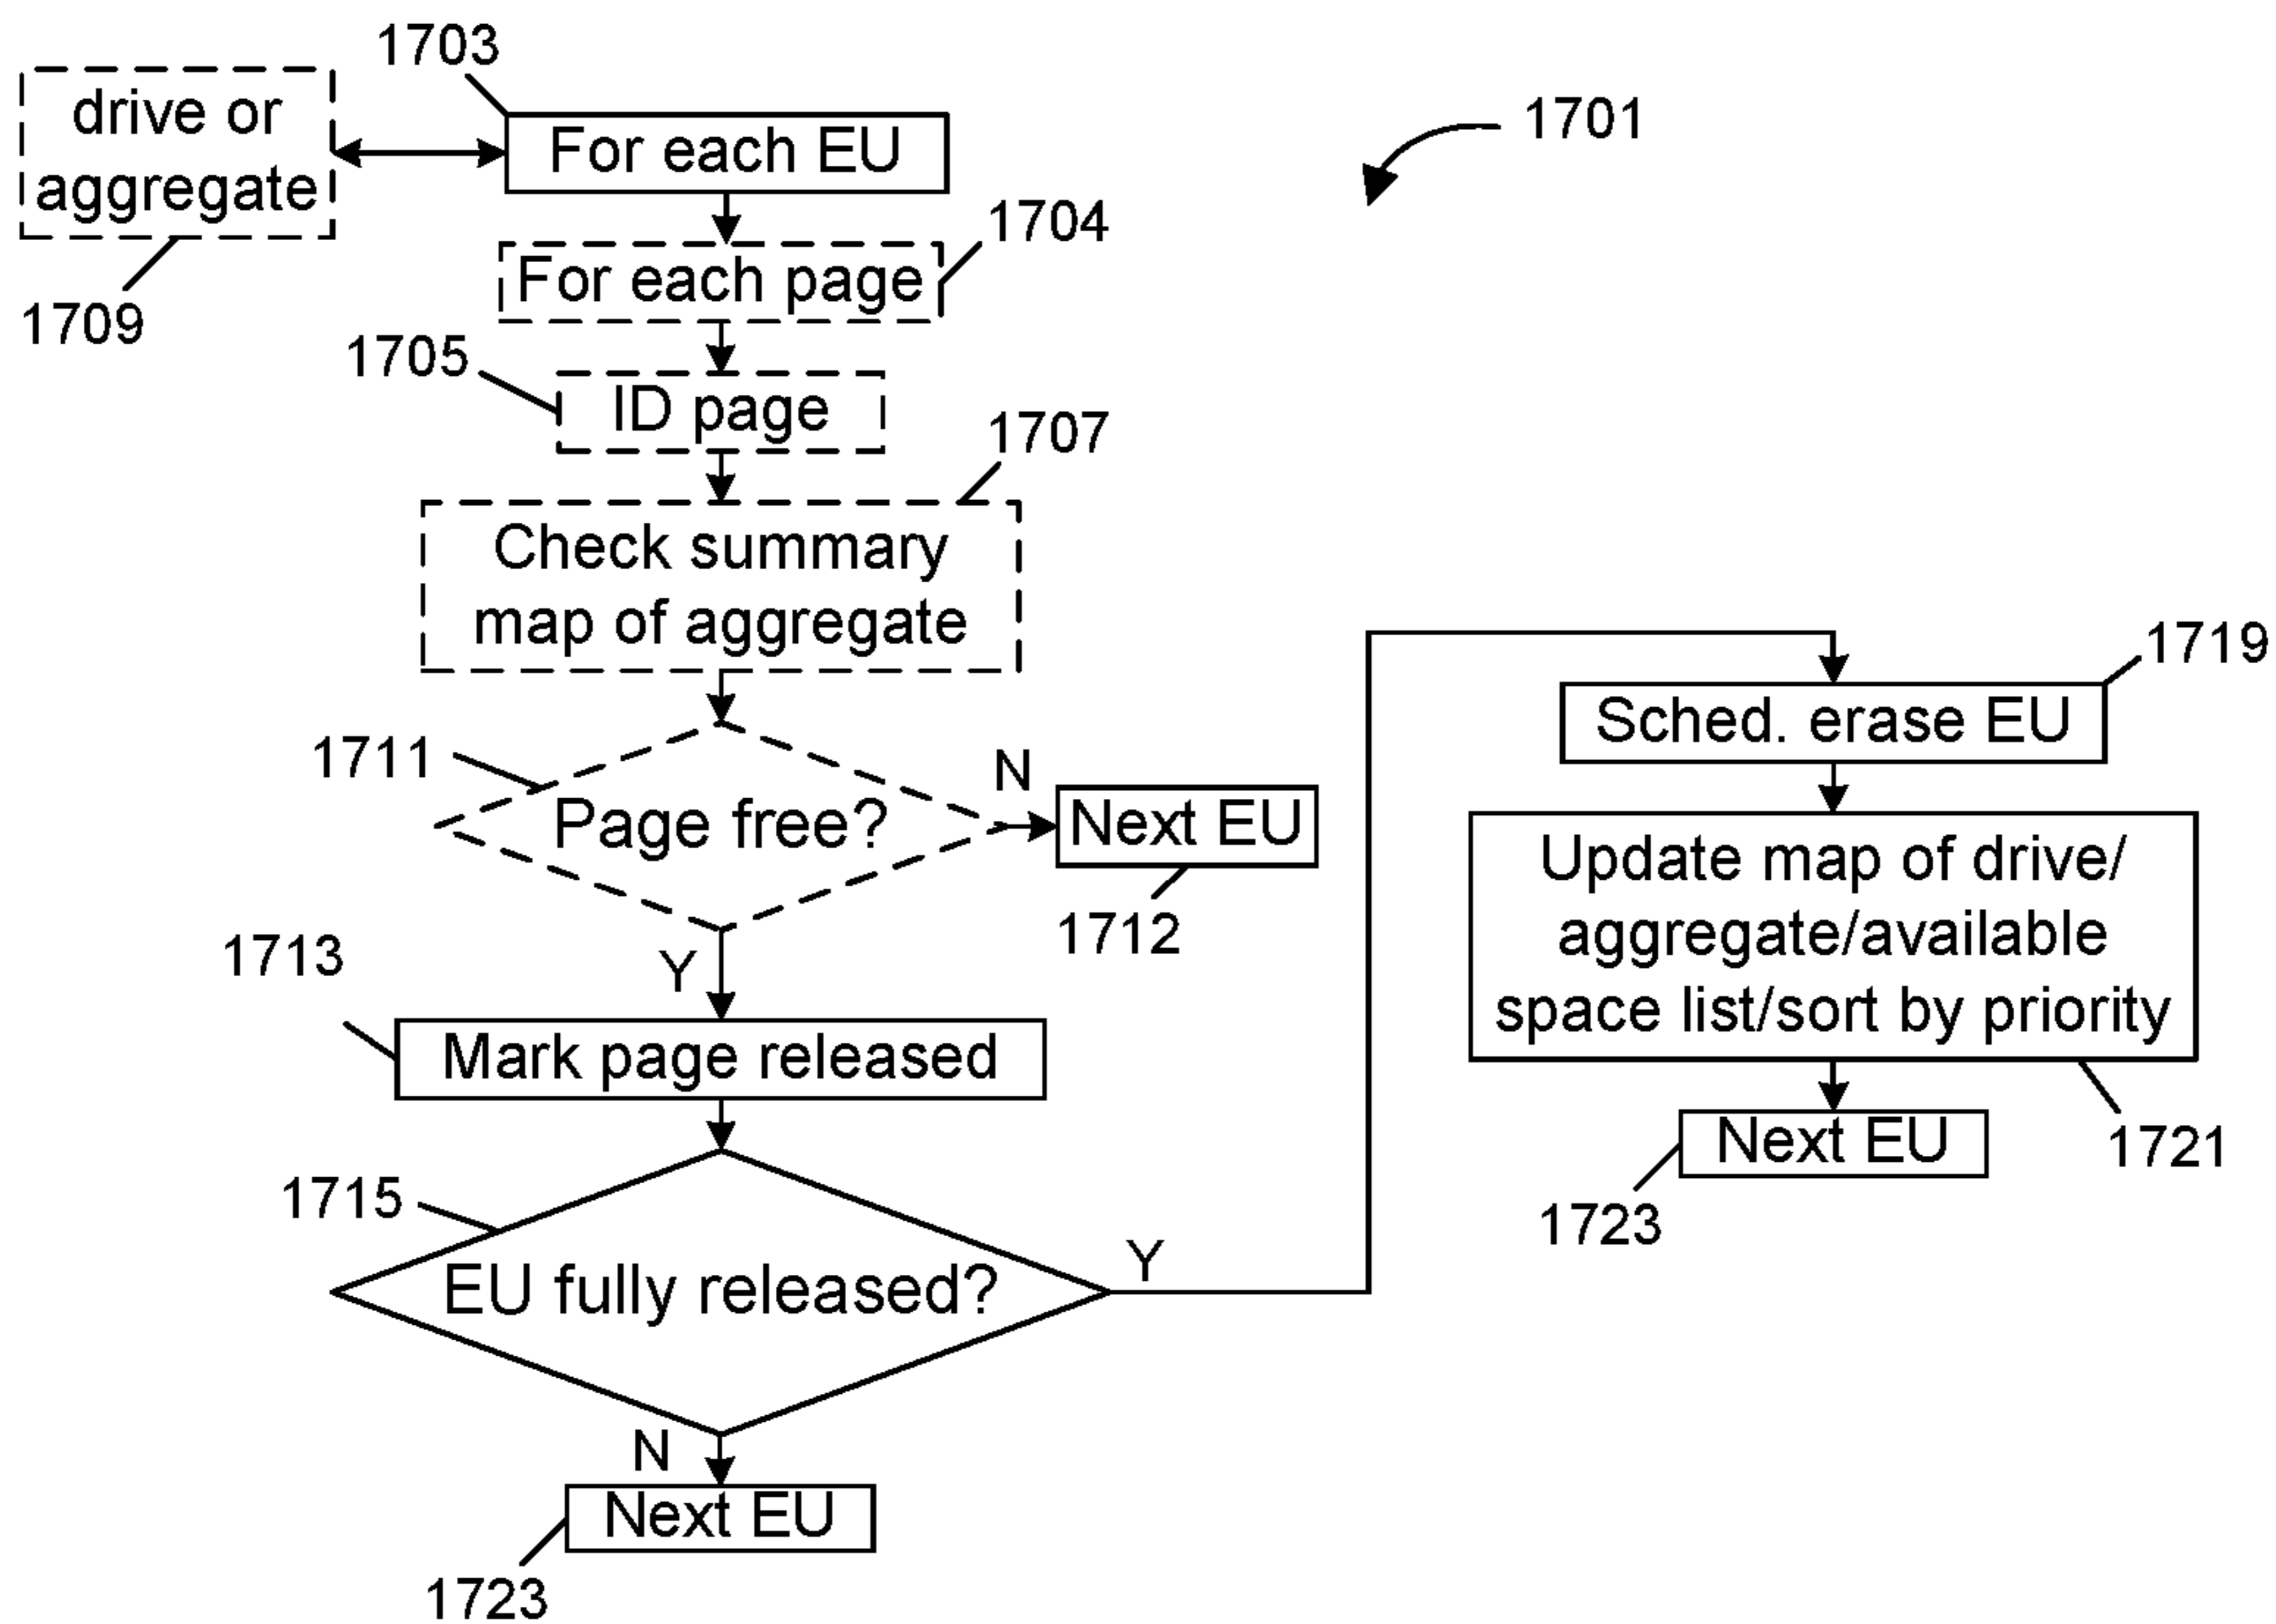 1703
drive or
aggregate
For each EU
1701
1704
For each page
1709
1705
ID page
1707
Check summary
map of aggregate
1711
Page free?
N
Next EU
1712
Y
1713
Mark page released
1715
EU fully released?
Y
N
Next EU
1723
1719
Sched. erase EU
Update map of drive/
aggregate/available
space list/sort by priority
1721
Next EU
1723